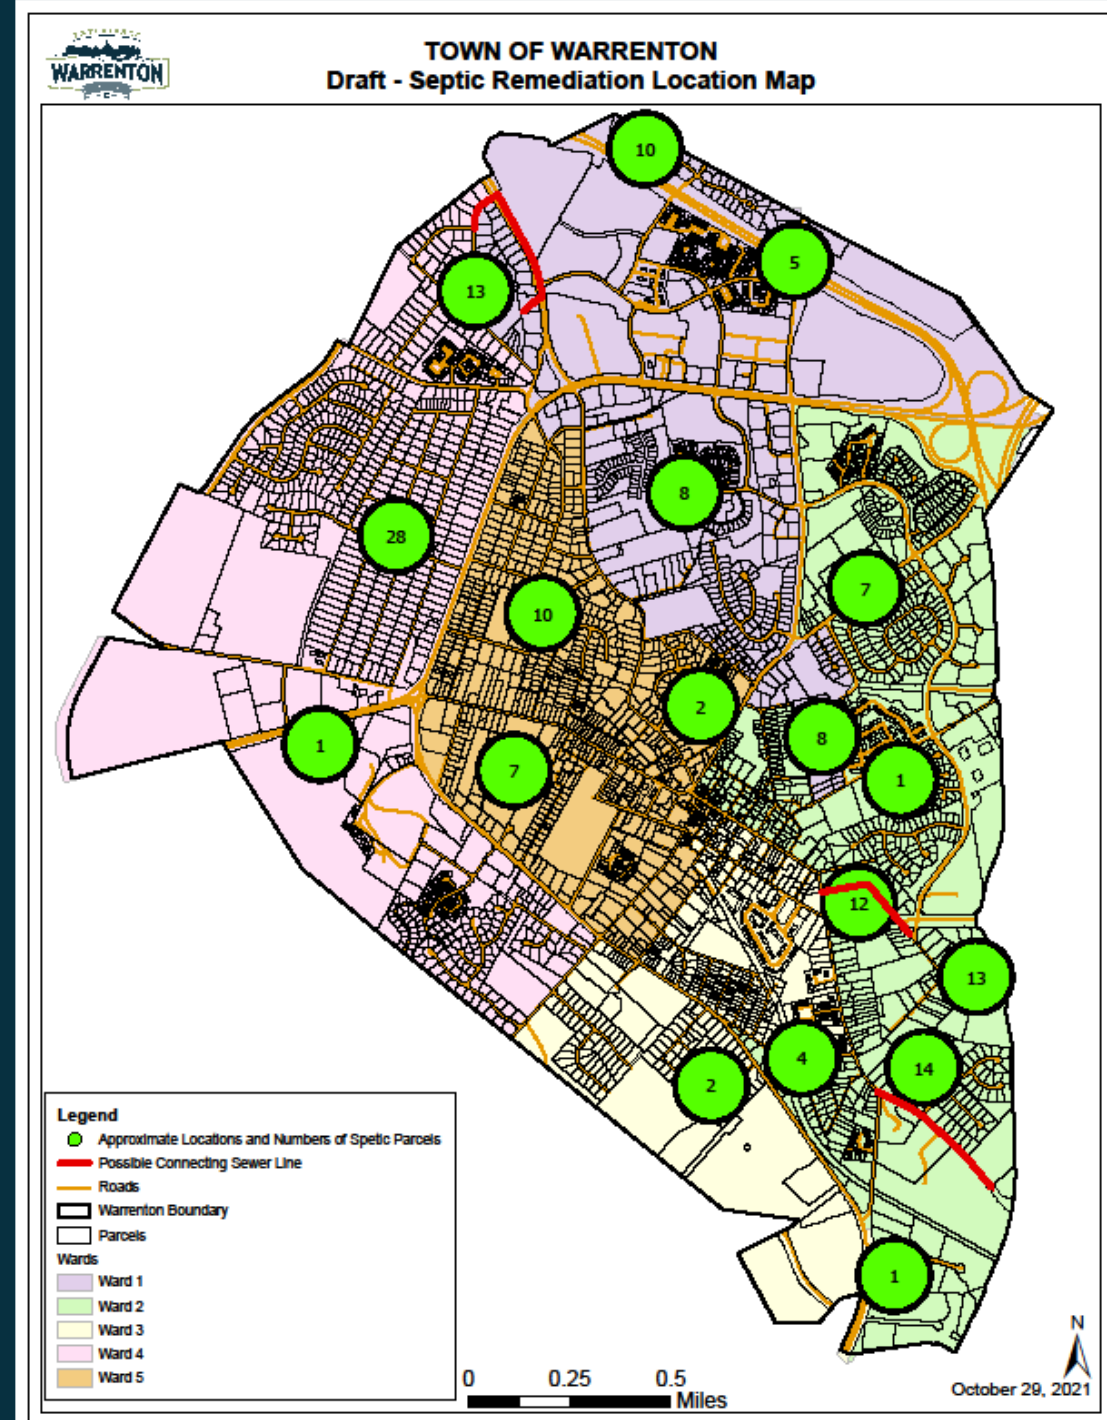 WARRENTON
TOWN OF WARRENTON
Draft - Septic Remediation Location Map
10
5
13
8
28
7
10
2
8
1
7
1
12
13
4
14
2
1
Legend
Approximate Locations and Numbers of Spetic Parcels
Possible Connecting Sewer Line
Roads
Warrenton Boundary
Parcels
Wards
Ward 1
Ward 2
Ward 3
Ward 4
Ward 5
0 0.25 0.5
Miles
N
October 29, 2021